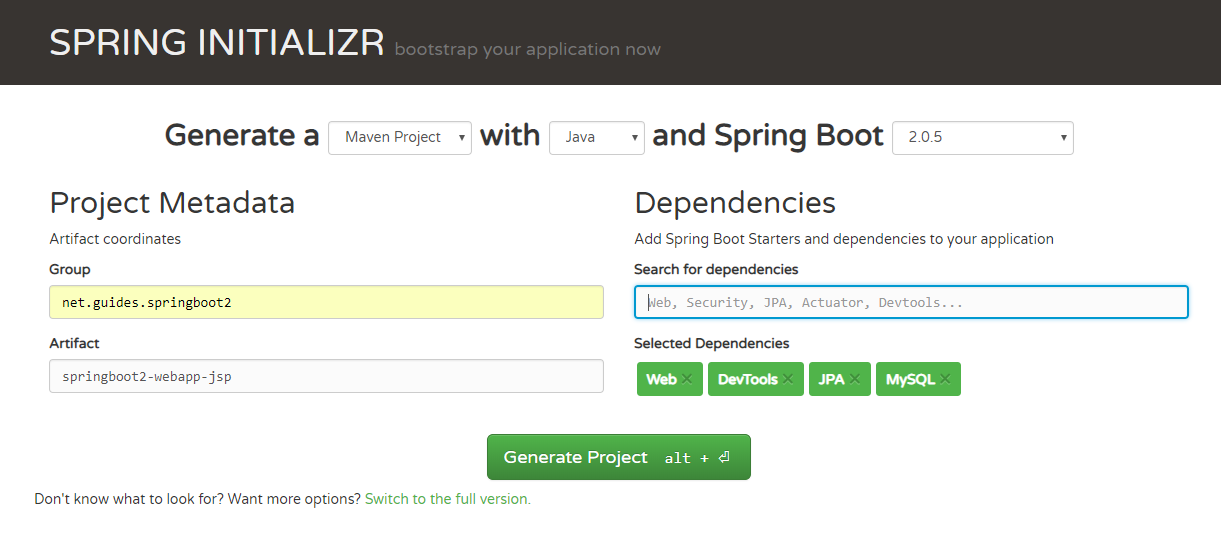 SPRING INITIALIZR bootstrap your application now
Generate a Maven Project with Java and Spring Boot 2.0.5
Project Metadata
Artifact coordinates
Group
net.guides.springboot2
Artifact
springboot2-webapp-jsp
Dependencies
Add Spring Boot Starters and dependencies to your application
Search for dependencies
Web, Security, JPA, Actuator, Devtools...
Selected Dependencies
Web × DevTools × JPA × MySQL ×
Generate Project alt + ⏎
Don't know what to look for? Want more options? Switch to the full version.